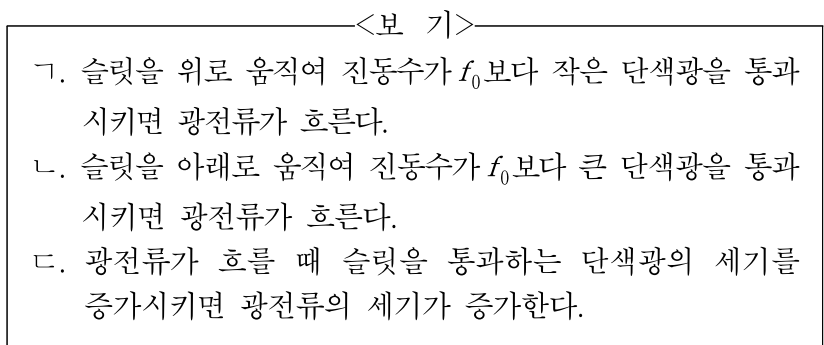 <보 기>
ㄱ. 슬릿을 위로 움직여 진동수가 f₀보다 작은 단색광을 통과
시키면 광전류가 흐른다.
ㄴ. 슬릿을 아래로 움직여 진동수가 f₀보다 큰 단색광을 통과
시키면 광전류가 흐른다.
ㄷ. 광전류가 흐를 때 슬릿을 통과하는 단색광의 세기를
증가시키면 광전류의 세기가 증가한다.